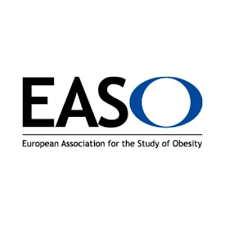 EASO
European Association for the Study of Obesity